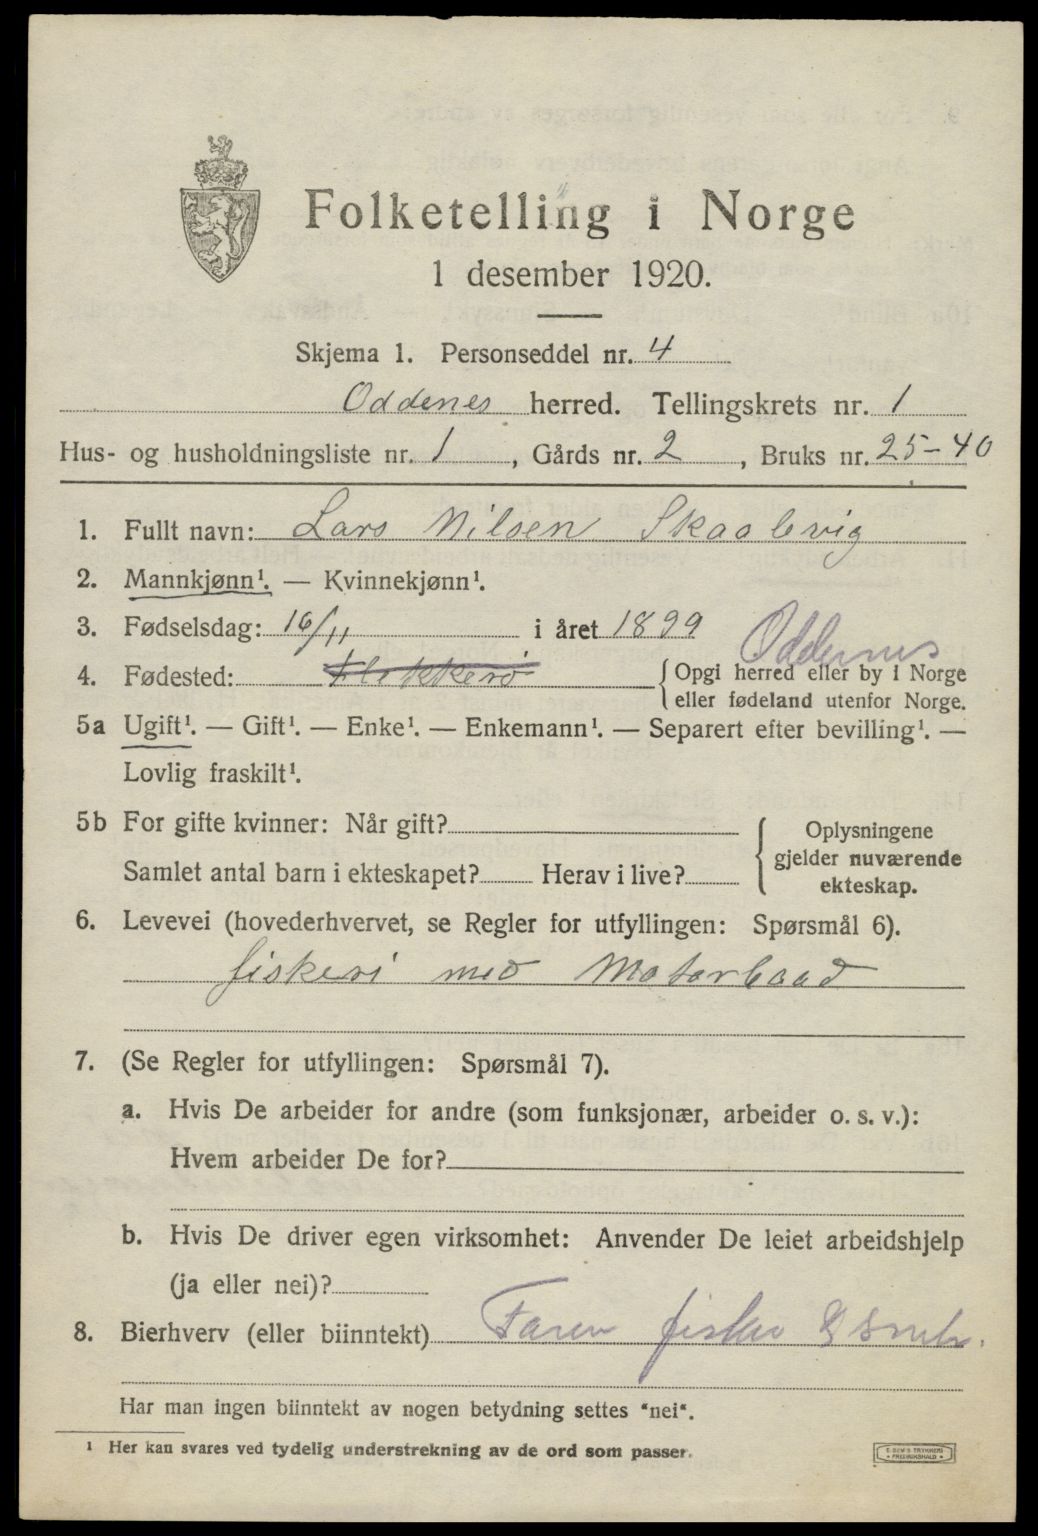 Folketelling i Norge
1 desember 1920.
Skjema 1. Personseddel nr. 4
Oddenes herred. Tellingskrets nr. 1
Hus- og husholdningsliste nr. 1, Gårds nr. 2, Bruks nr. 25-40
1. Fullt navn: Lars Nilsen Skaalevig
2. Mannkjønn¹. — Kvinnekjønn¹.
3. Fødselsdag: 16/11 i året 1899
Oddernes
4. Fødested: Flekkerø { Opgi herred eller by i Norge
eller fødeland utenfor Norge.
5a Ugift¹. — Gift¹. — Enke¹. — Enkemann¹. — Separert efter bevilling¹. —
Lovlig fraskilt¹.
5b For gifte kvinner: Når gift?
Samlet antal barn i ekteskapet? Herav i live?
Oplysningene
gjelder nuværende
ekteskap.
6. Levevei (hovederhvervet, se Regler for utfyllingen: Spørsmål 6).
fiskeri med Motorbaad
7. (Se Regler for utfyllingen: Spørsmål 7).
a. Hvis De arbeider for andre (som funksjonær, arbeider o. s. v.):
Hvem arbeider De for?
b. Hvis De driver egen virksomhet: Anvender De leiet arbeidshjelp
(ja eller nei)?
8. Bierhverv (eller biinntekt) Faren fisker
Har man ingen biinntekt av nogen betydning settes "nei".
¹ Her kan svares ved tydelig understrekning av de ord som passer.
E. SEM'S TRYKKERI
FREDRIKSHALD